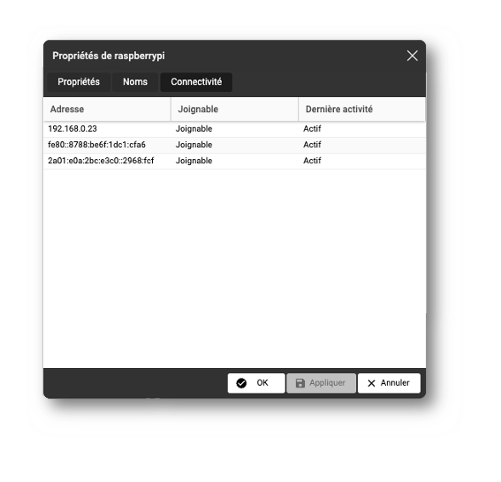 Propriétés de raspberrypi
Propriétés Noms Connectivité
Adresse Joignable Dernière activité
192.168.0.23 Joignable Actif
fe80::8788:be6f:1dc1:cfa6 Joignable Actif
2a01:e0a:2bc:e3c0::2968:fcf Joignable Actif
OK Appliquer Annuler